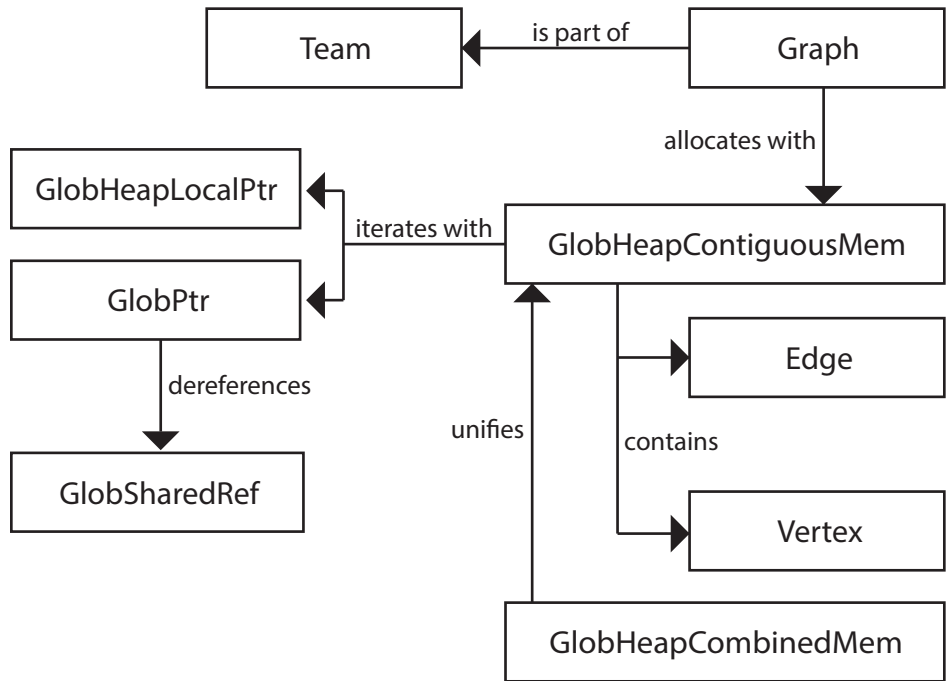 Team
is part of
Graph
allocates with
GlobHeapLocalPtr
iterates with
GlobHeapContiguousMem
GlobPtr
Edge
dereferences
unifies
contains
GlobSharedRef
Vertex
GlobHeapCombinedMem